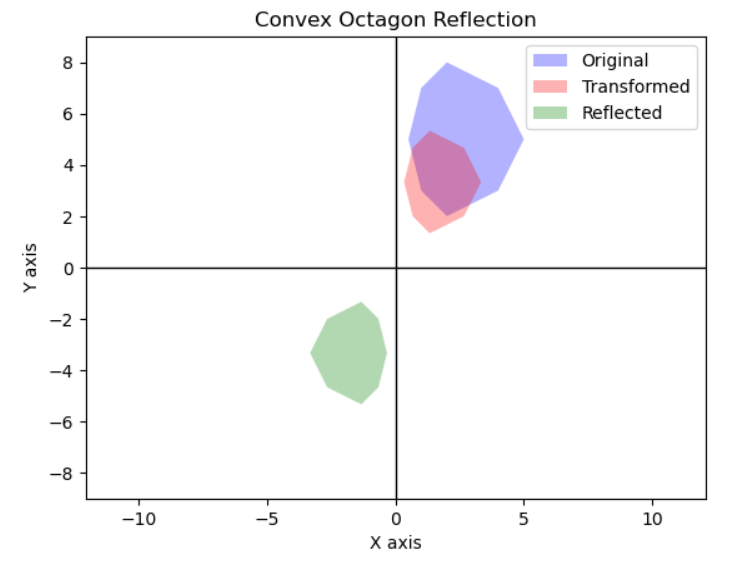 Convex Octagon Reflection
Original
Transformed
Reflected
8
6
4
2
0
−2
−4
−6
−8
Y axis
−10
−5
0
5
10
X axis